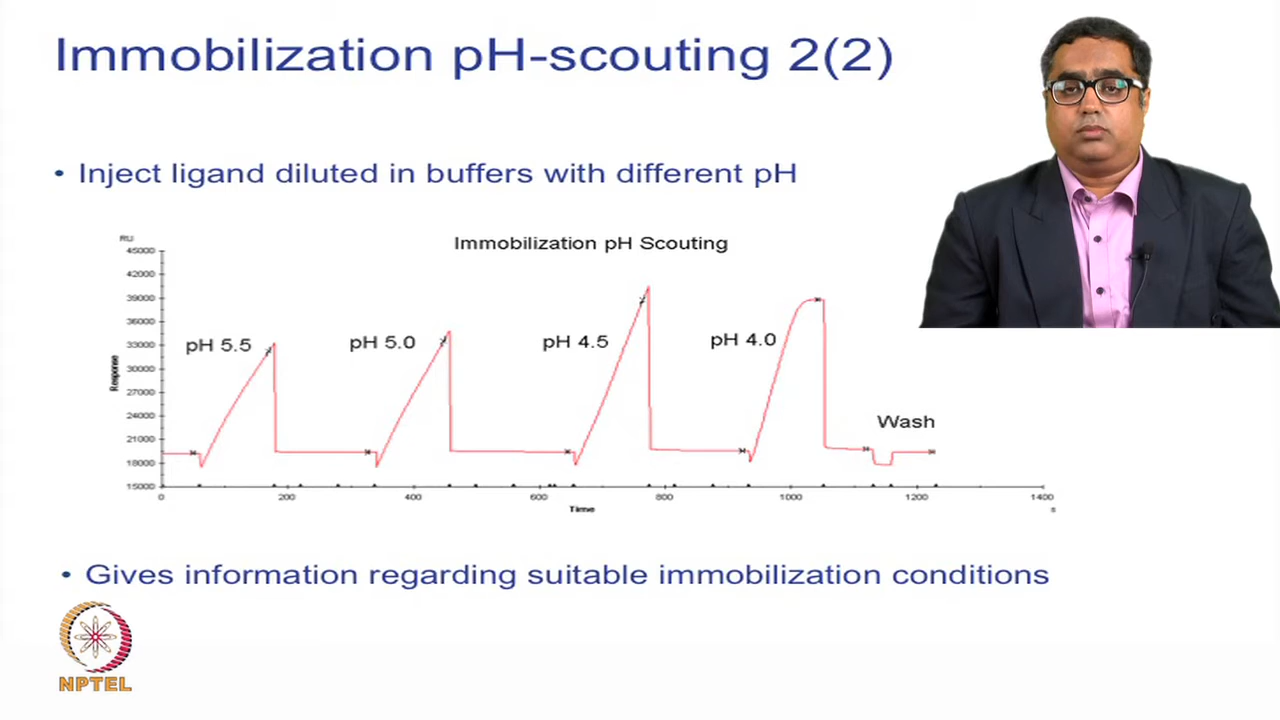 Immobilization pH-scouting 2(2)
• Inject ligand diluted in buffers with different pH
RU
Immobilization pH Scouting
45000
42000
39000
36000
33000
30000
27000
24000
21000
18000
15000
Response
pH 5.5
pH 5.0
pH 4.5
pH 4.0
Wash
0 200 400 600 800 1000 1200 1400
Time
s
• Gives information regarding suitable immobilization conditions
NPTEL